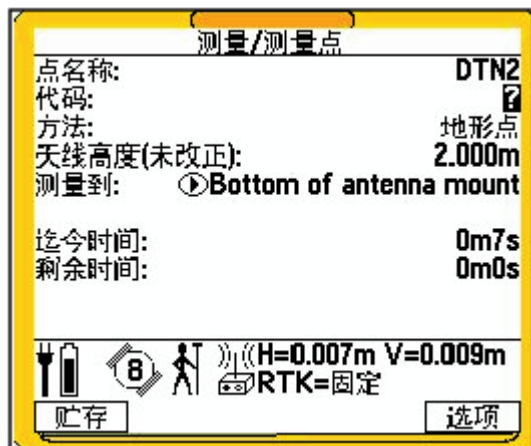 测量/测量点
点名称: DTN2
代码: ?
方法: 地形点
天线高度(未改正): 2.000m
测量到: Bottom of antenna mount
迄今时间: 0m7s
剩余时间: 0m0s
8 H=0.007m V=0.009m
RTK=固定
贮存 选项